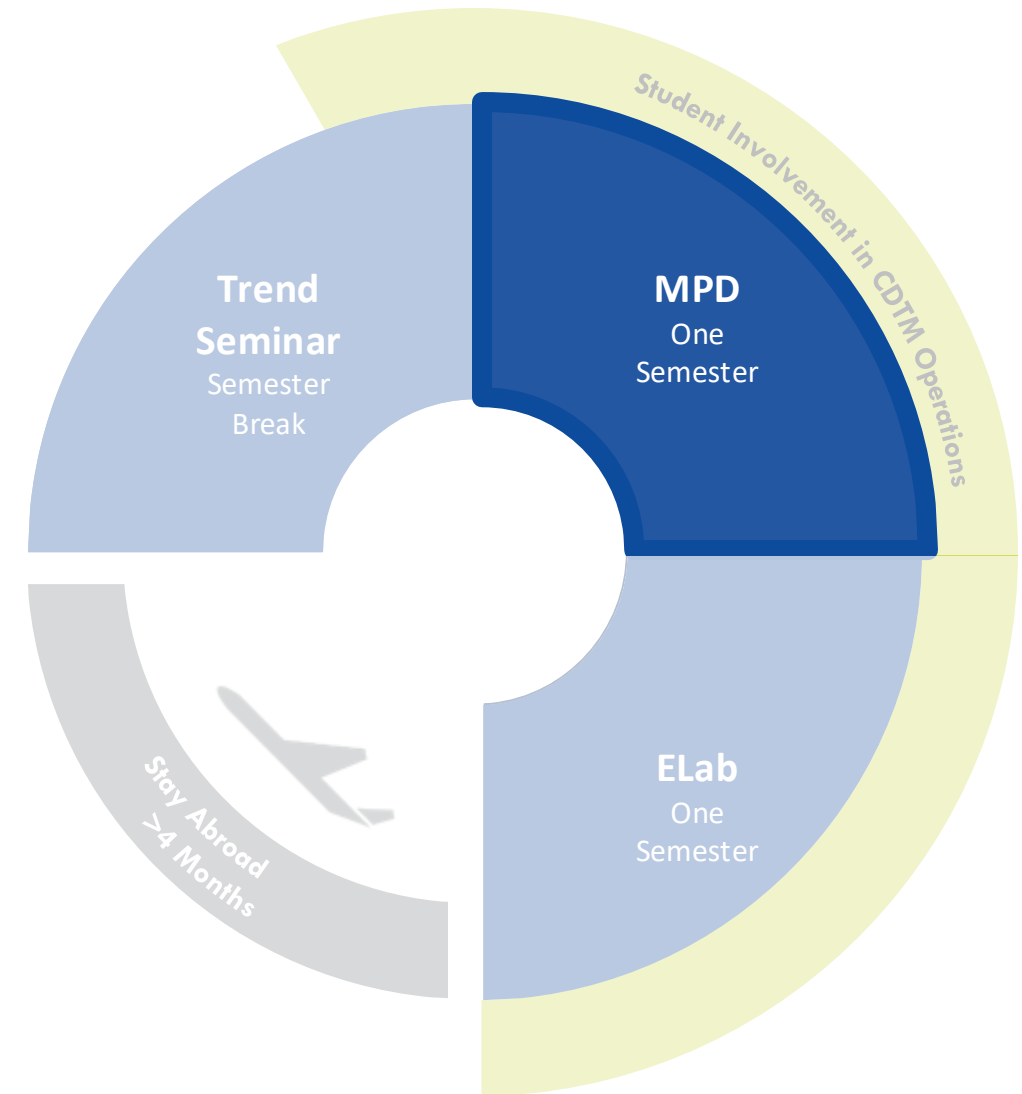 Student Involvement in CDTM Operations
Trend
Seminar
Semester
Break
MPD
One
Semester
ELab
One
Semester
Stay Abroad
>4 Months